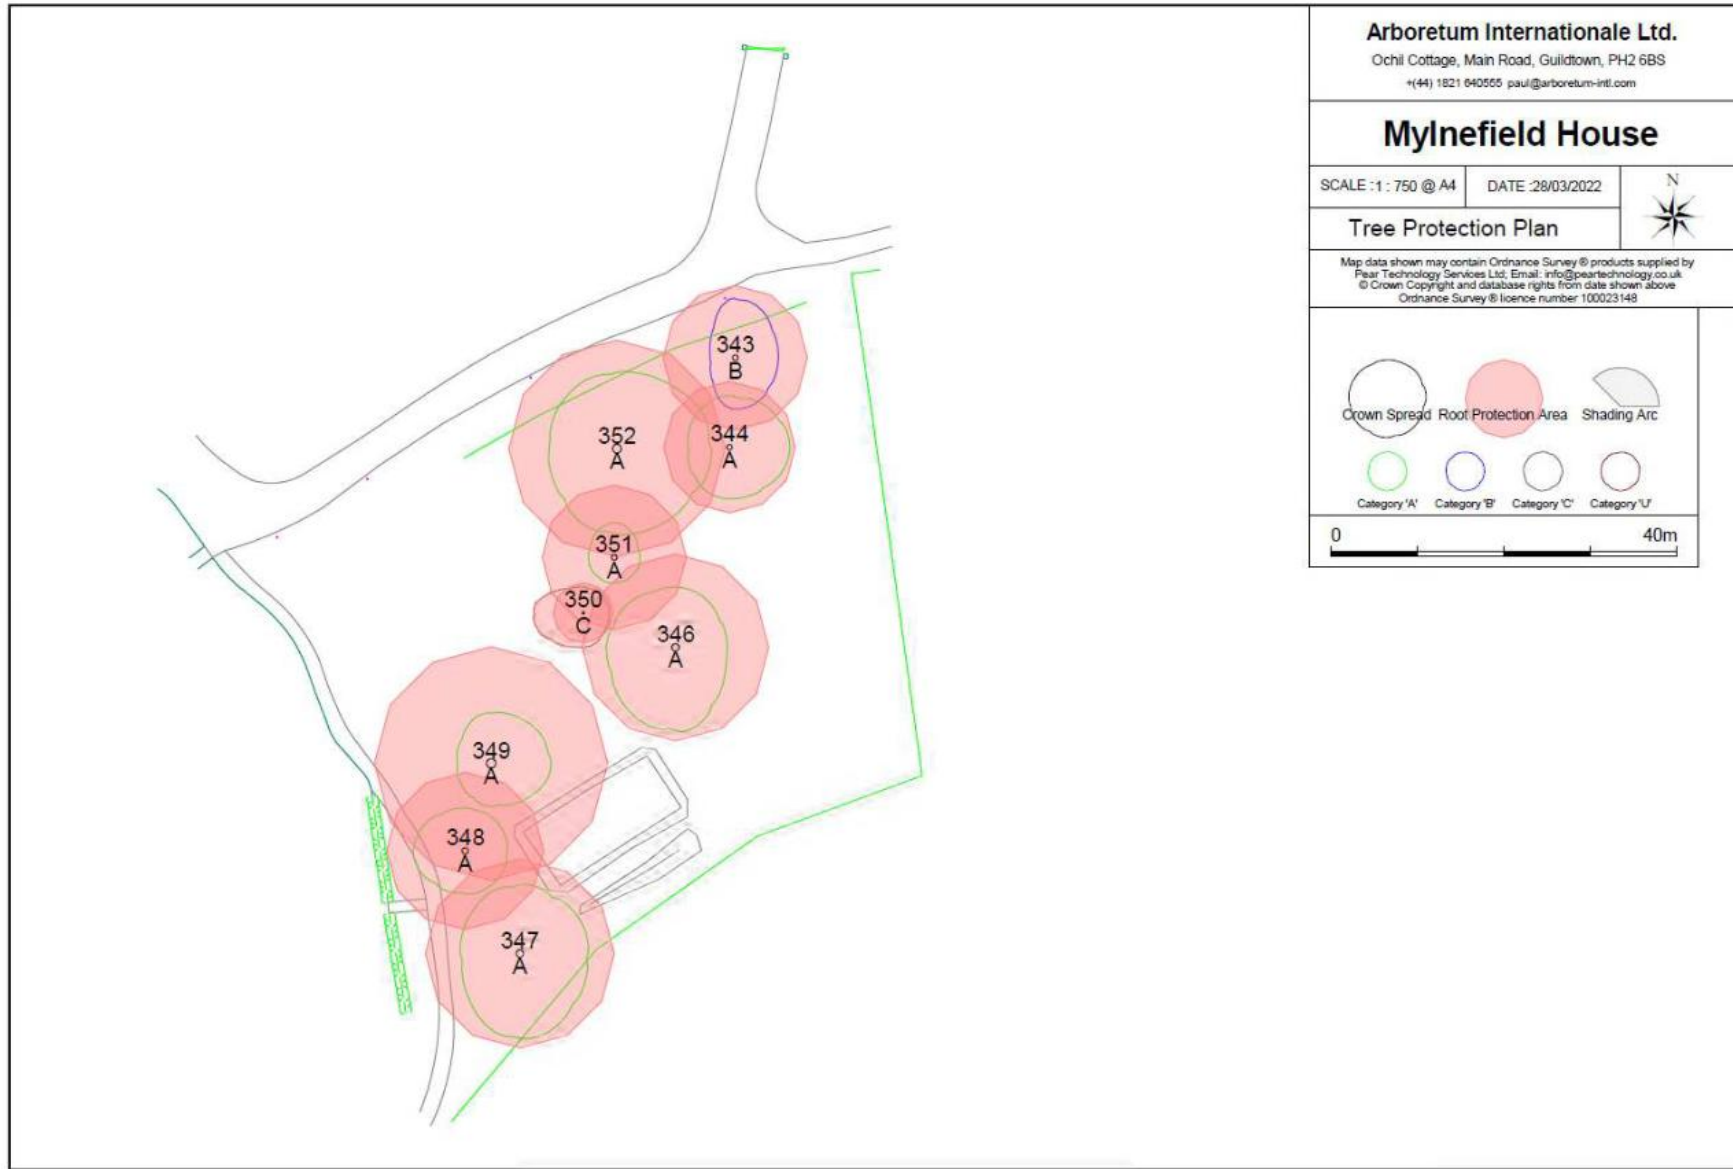 Arboretum Internationale Ltd.
Ochil Cottage, Main Road, Guildtown, PH2 6BS
+(44) 1821 640555 paul@arboretum-intl.com
Mylnefield House
SCALE :1 : 750 @ A4
DATE :28/03/2022
N
Tree Protection Plan
Map data shown may contain Ordnance Survey ® products supplied by
Pear Technology Services Ltd; Email: info@peartechnology.co.uk
© Crown Copyright and database rights from date shown above
Ordnance Survey ® licence number 100023148
Crown Spread
Root Protection Area
Shading Arc
Category 'A'
Category 'B'
Category 'C'
Category 'U'
0
40m
343
B
352
A
344
A
351
A
350
C
346
A
349
A
348
A
347
A